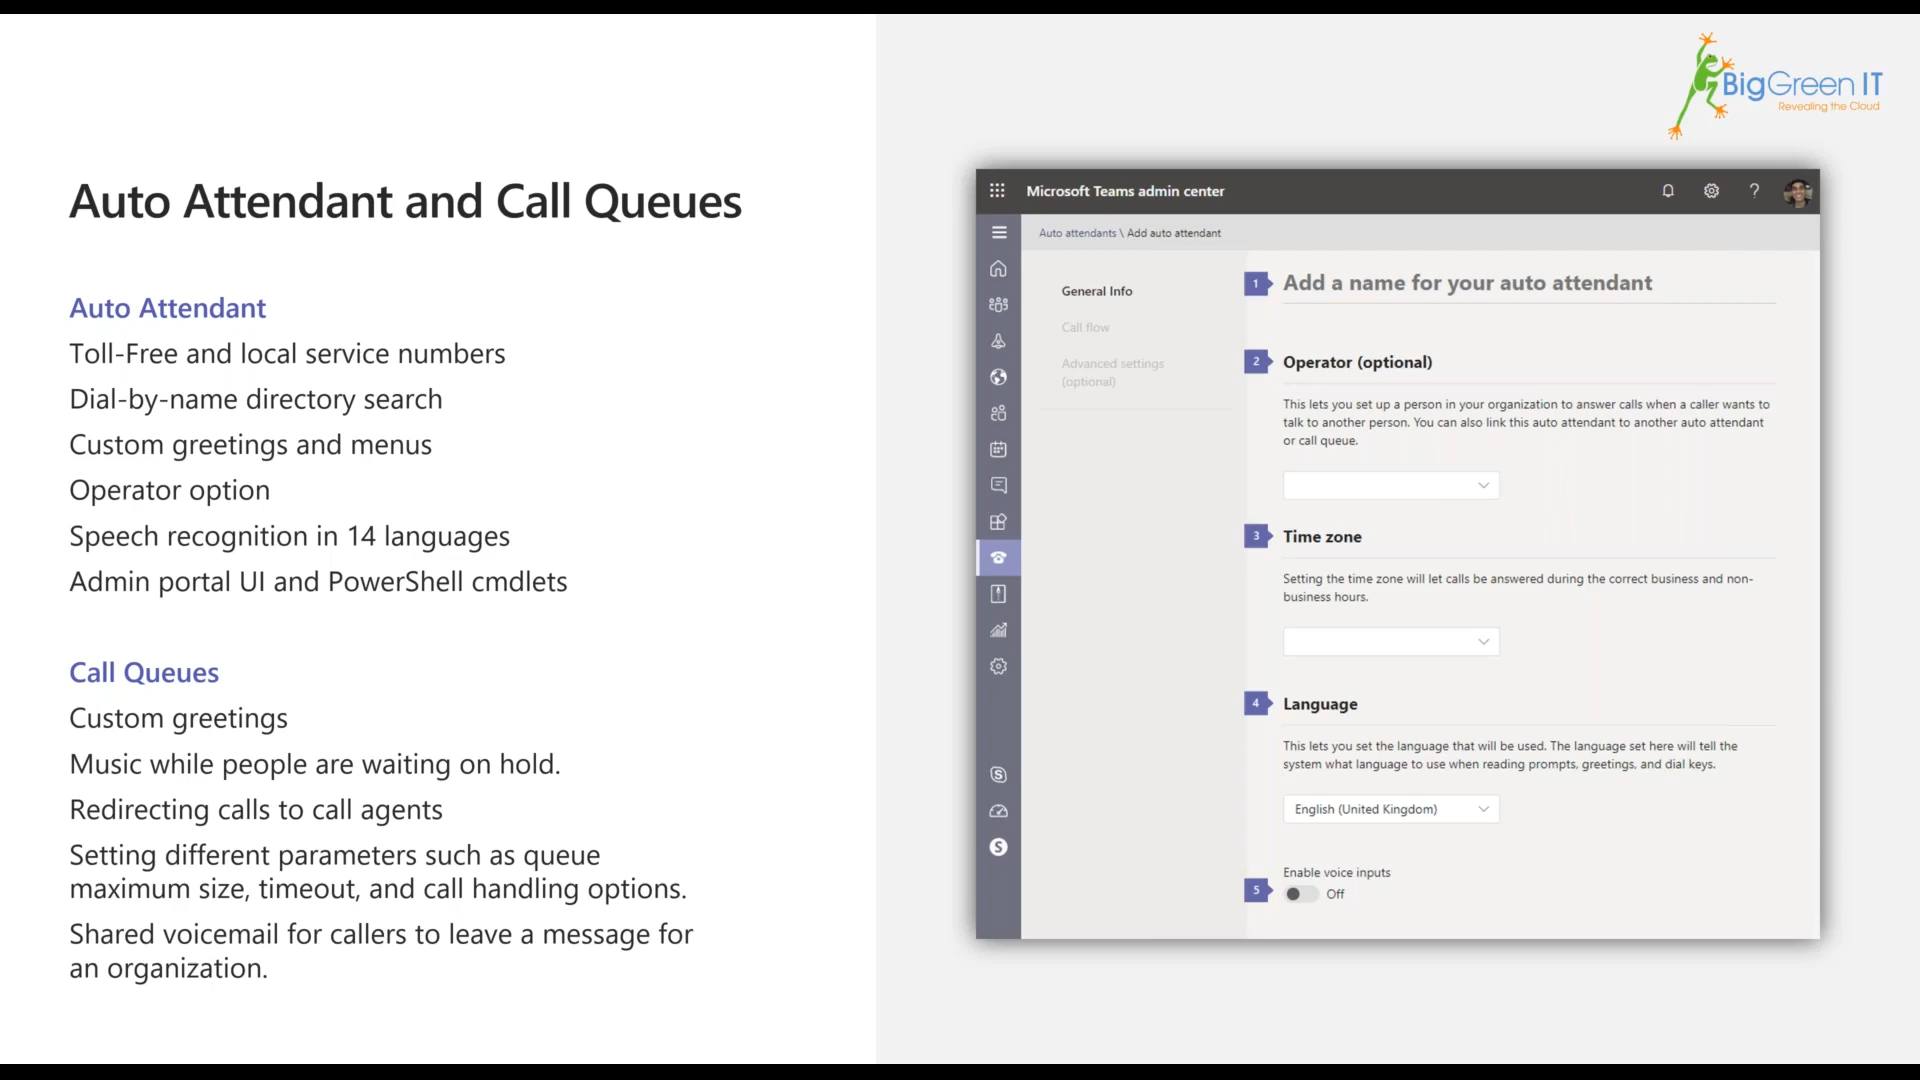 BigGreen IT
Revealing the Cloud
Auto Attendant and Call Queues
Auto Attendant
Toll-Free and local service numbers
Dial-by-name directory search
Custom greetings and menus
Operator option
Speech recognition in 14 languages
Admin portal UI and PowerShell cmdlets
Call Queues
Custom greetings
Music while people are waiting on hold.
Redirecting calls to call agents
Setting different parameters such as queue
maximum size, timeout, and call handling options.
Shared voicemail for callers to leave a message for
an organization.
Microsoft Teams admin center
?
Auto attendants \ Add auto attendant
General Info
Call flow
Advanced settings
(optional)
1 Add a name for your auto attendant
2 Operator (optional)
This lets you set up a person in your organization to answer calls when a caller wants to
talk to another person. You can also link this auto attendant to another auto attendant
or call queue.
3 Time zone
Setting the time zone will let calls be answered during the correct business and non-
business hours.
4 Language
This lets you set the language that will be used. The language set here will tell the
system what language to use when reading prompts, greetings, and dial keys.
English (United Kingdom)
Enable voice inputs
5 Off